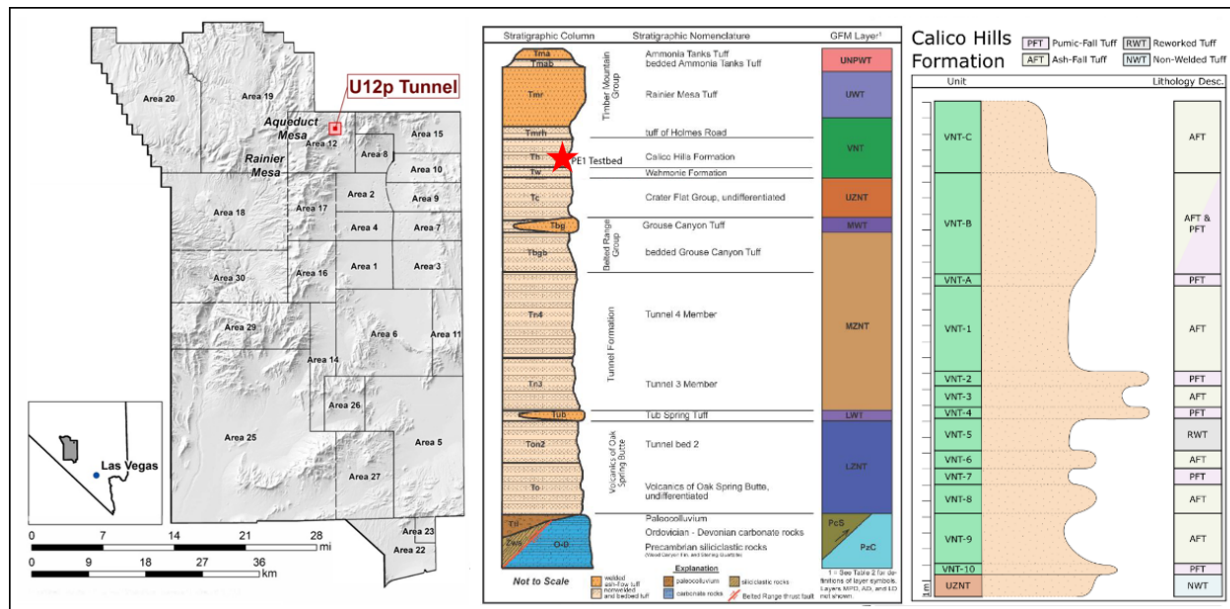 U12p Tunnel
Area 20
Area 19
Aqueduct
Mesa
Area 12
Area 15
Rainier
Mesa
Area 8
Area 10
Area 2
Area 9
Area 17
Area 18
Area 4
Area 7
Area 16
Area 1
Area 3
Area 30
Area 29
Area 6
Area 11
Area 14
Area 26
Area 25
Area 5
Area 27
Area 23
Area 22
Las Vegas
0 7 14 21 28
mi
0 9 18 27 36
km
Stratigraphic Column Stratigraphic Nomenclature GFM Layer¹
Tma Ammonia Tanks Tuff
Tmab bedded Ammonia Tanks Tuff UNPWT
Timber Mountain
Group
Tmr Rainier Mesa Tuff UWT
Tmrh tuff of Holmes Road
VNT
Th PE1 Testbed Calico Hills Formation
Tw Wahmonie Formation
Tc Crater Flat Group, undifferentiated UZNT
Belted Range
Group
Tbg Grouse Canyon Tuff MWT
Tbgb bedded Grouse Canyon Tuff
Tunnel Formation
Tn4 Tunnel 4 Member
MZNT
Tn3 Tunnel 3 Member
Tub Tub Spring Tuff LWT
Volcanics of Oak
Spring Butte
Ton2 Tunnel bed 2
LZNT
To Volcanics of Oak Spring Butte,
undifferentiated
Paleocolluvium
O-D Ordovician - Devonian carbonate rocks
Precambrian siliciclastic rocks
PcS
PzC
Not to Scale
Explanation
welded
ash-flow tuff
nonwelded
and bedded tuff
paleocolluvium
carbonate rocks
siliciclastic rocks
Belted Range thrust fault
1 = See Table 2 for de-
finitions of layer symbols.
Layers MPD, AD, and LD
not shown.
Calico Hills
Formation
PFT Pumic-Fall Tuff RWT Reworked Tuff
AFT Ash-Fall Tuff NWT Non-Welded Tuff
Unit Lithology Desc.
VNT-C AFT
VNT-B AFT &
PFT
VNT-A PFT
VNT-1 AFT
VNT-2 PFT
VNT-3 AFT
VNT-4 PFT
VNT-5 RWT
VNT-6 AFT
VNT-7 PFT
VNT-8 AFT
VNT-9 AFT
VNT-10 PFT
UZNT NWT